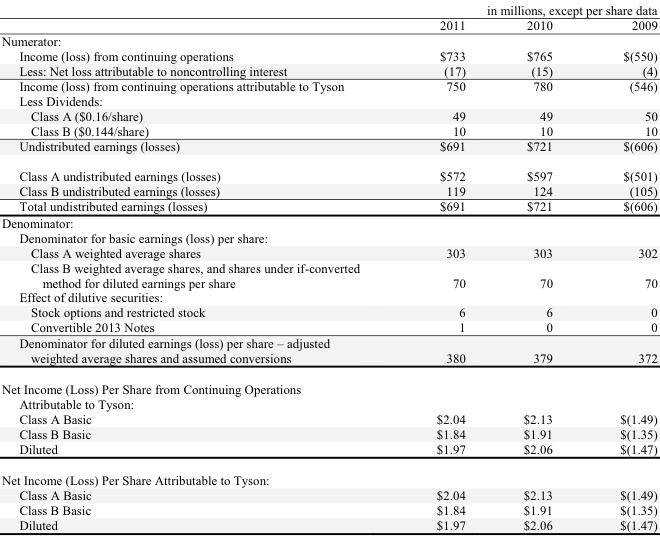 in millions, except per share data
2011 2010 2009
Numerator:
Income (loss) from continuing operations $733 $765 $(550)
Less: Net loss attributable to noncontrolling interest (17) (15) (4)
Income (loss) from continuing operations attributable to Tyson 750 780 (546)
Less Dividends:
Class A ($0.16/share) 49 49 50
Class B ($0.144/share) 10 10 10
Undistributed earnings (losses) $691 $721 $(606)
Class A undistributed earnings (losses) $572 $597 $(501)
Class B undistributed earnings (losses) 119 124 (105)
Total undistributed earnings (losses) $691 $721 $(606)
Denominator:
Denominator for basic earnings (loss) per share:
Class A weighted average shares 303 303 302
Class B weighted average shares, and shares under if-converted
method for diluted earnings per share 70 70 70
Effect of dilutive securities:
Stock options and restricted stock 6 6 0
Convertible 2013 Notes 1 0 0
Denominator for diluted earnings (loss) per share – adjusted
weighted average shares and assumed conversions 380 379 372
Net Income (Loss) Per Share from Continuing Operations
Attributable to Tyson:
Class A Basic $2.04 $2.13 $(1.49)
Class B Basic $1.84 $1.91 $(1.35)
Diluted $1.97 $2.06 $(1.47)
Net Income (Loss) Per Share Attributable to Tyson:
Class A Basic $2.04 $2.13 $(1.49)
Class B Basic $1.84 $1.91 $(1.35)
Diluted $1.97 $2.06 $(1.47)